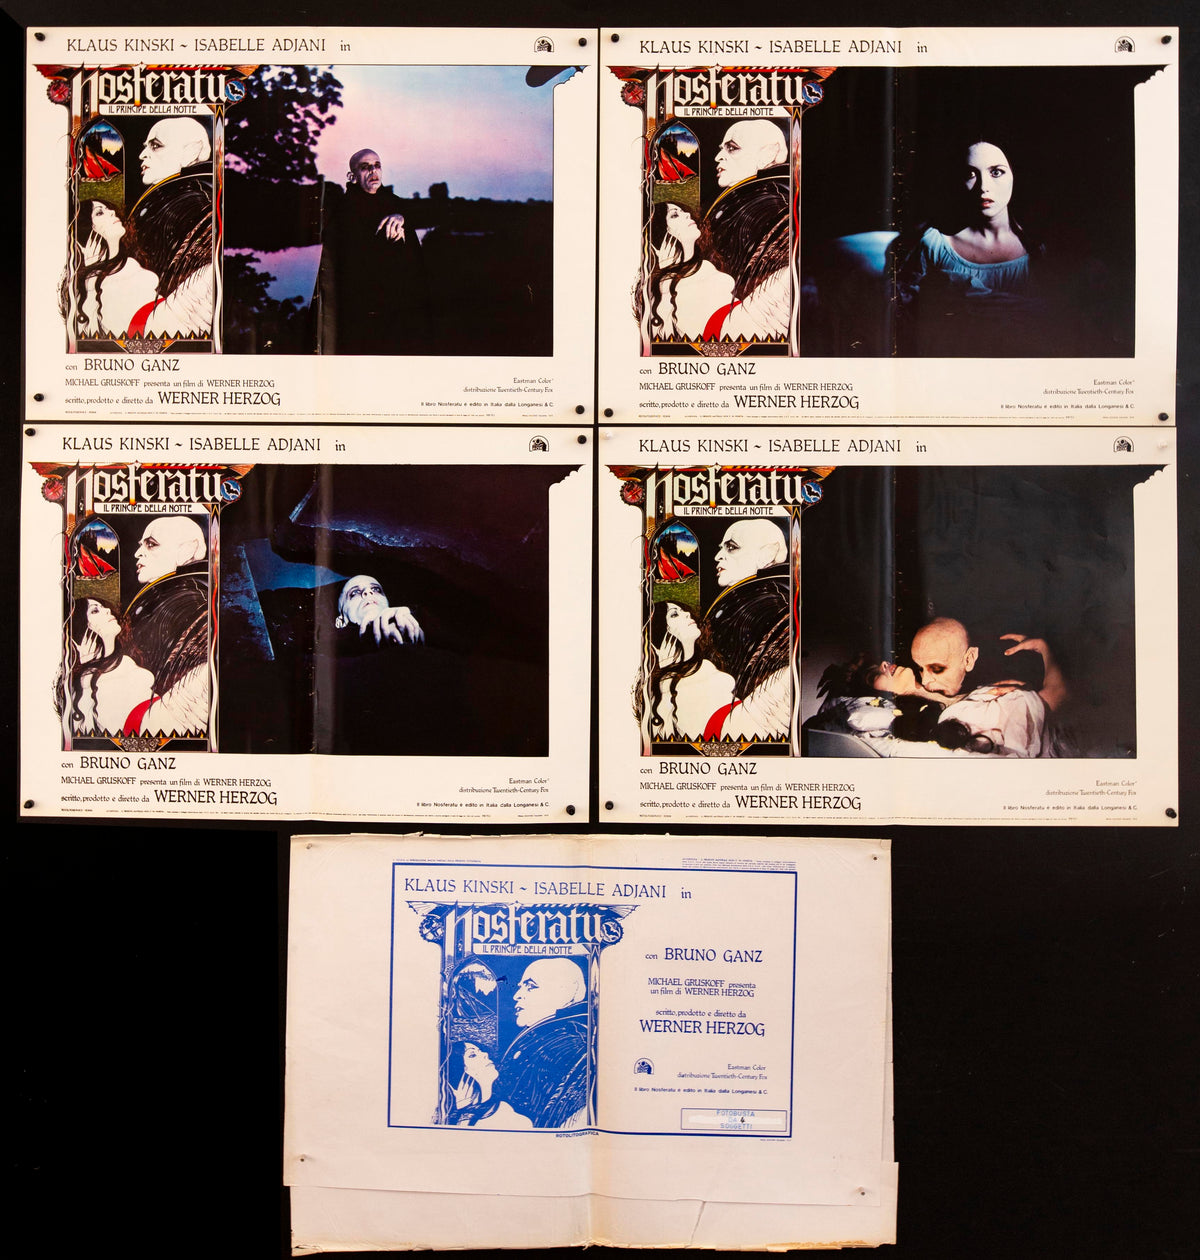 KLAUS KINSKI ~ ISABELLE ADJANI in
Nosferatu
IL PRINCIPE DELLA NOTTE
con BRUNO GANZ
MICHAEL GRUSKOFF presenta un film di WERNER HERZOG
scritto, prodotto e diretto da WERNER HERZOG
Eastman Color
distribuzione Twentieth-Century Fox
Il libro Nosferatu è edito in Italia dalla Longanesi & C.
KLAUS KINSKI ~ ISABELLE ADJANI in
Nosferatu
IL PRINCIPE DELLA NOTTE
con BRUNO GANZ
MICHAEL GRUSKOFF presenta un film di WERNER HERZOG
scritto, prodotto e diretto da WERNER HERZOG
Eastman Color
distribuzione Twentieth-Century Fox
Il libro Nosferatu è edito in Italia dalla Longanesi & C.
KLAUS KINSKI ~ ISABELLE ADJANI in
Nosferatu
IL PRINCIPE DELLA NOTTE
con BRUNO GANZ
MICHAEL GRUSKOFF presenta un film di WERNER HERZOG
scritto, prodotto e diretto da WERNER HERZOG
Eastman Color
distribuzione Twentieth-Century Fox
Il libro Nosferatu è edito in Italia dalla Longanesi & C.
KLAUS KINSKI ~ ISABELLE ADJANI in
Nosferatu
IL PRINCIPE DELLA NOTTE
con BRUNO GANZ
MICHAEL GRUSKOFF presenta un film di WERNER HERZOG
scritto, prodotto e diretto da WERNER HERZOG
Eastman Color
distribuzione Twentieth-Century Fox
Il libro Nosferatu è edito in Italia dalla Longanesi & C.
KLAUS KINSKI ~ ISABELLE ADJANI in
Nosferatu
IL PRINCIPE DELLA NOTTE
con BRUNO GANZ
MICHAEL GRUSKOFF presenta
un film di WERNER HERZOG
scritto, prodotto e diretto da
WERNER HERZOG
Eastman Color
distribuzione Twentieth-Century Fox
Il libro Nosferatu è edito in Italia dalla Longanesi & C.
FOTOBUSTA
DA 4
SOGGETTI
ROTOLITOGRAFICA